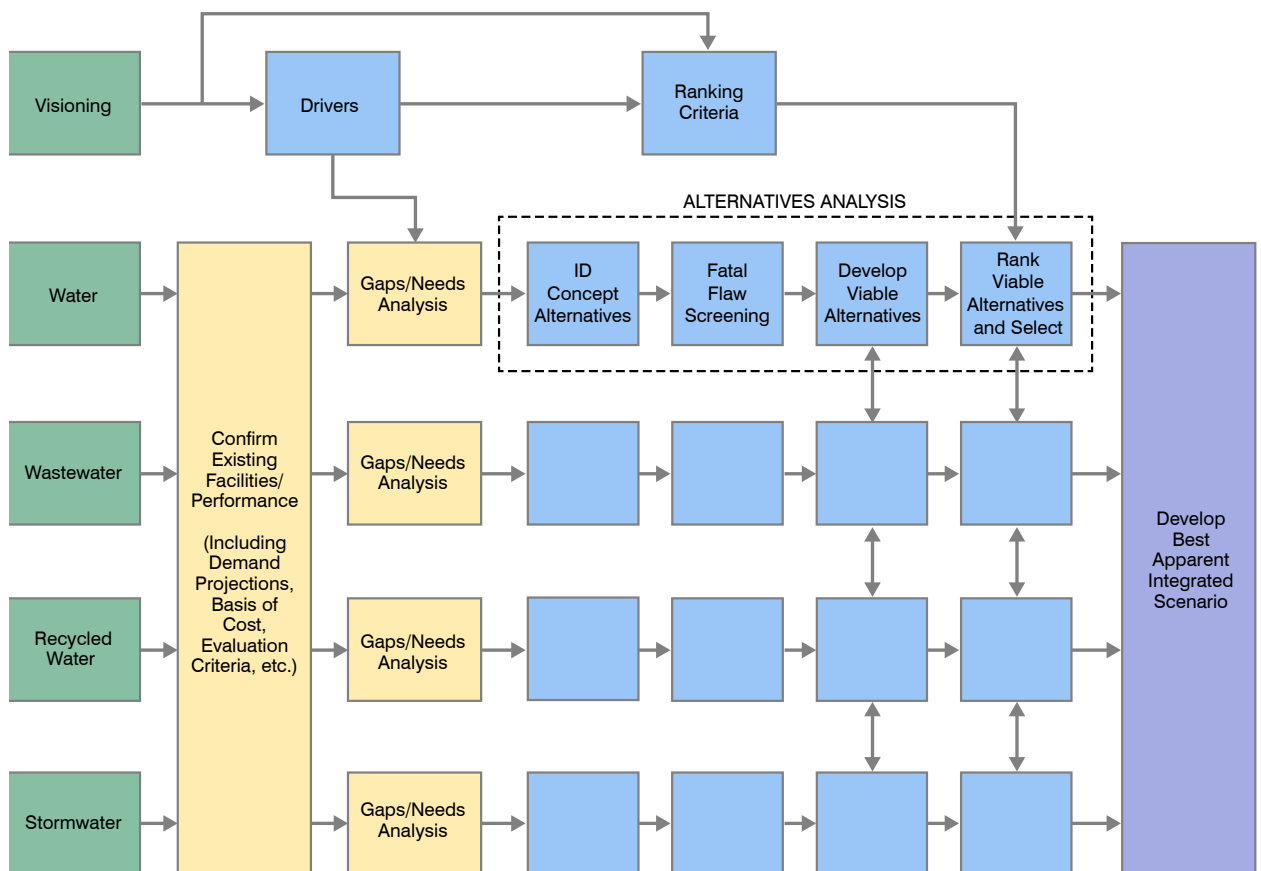 Visioning
Drivers
Ranking
Criteria
ALTERNATIVES ANALYSIS
Water
Gaps/Needs
Analysis
ID
Concept
Alternatives
Fatal
Flaw
Screening
Develop
Viable
Alternatives
Rank
Viable
Alternatives
and Select
Wastewater
Confirm
Existing
Facilities/
Performance
(Including
Demand
Projections,
Basis of
Cost,
Evaluation
Criteria, etc.)
Gaps/Needs
Analysis
Develop
Best
Apparent
Integrated
Scenario
Recycled
Water
Gaps/Needs
Analysis
Stormwater
Gaps/Needs
Analysis